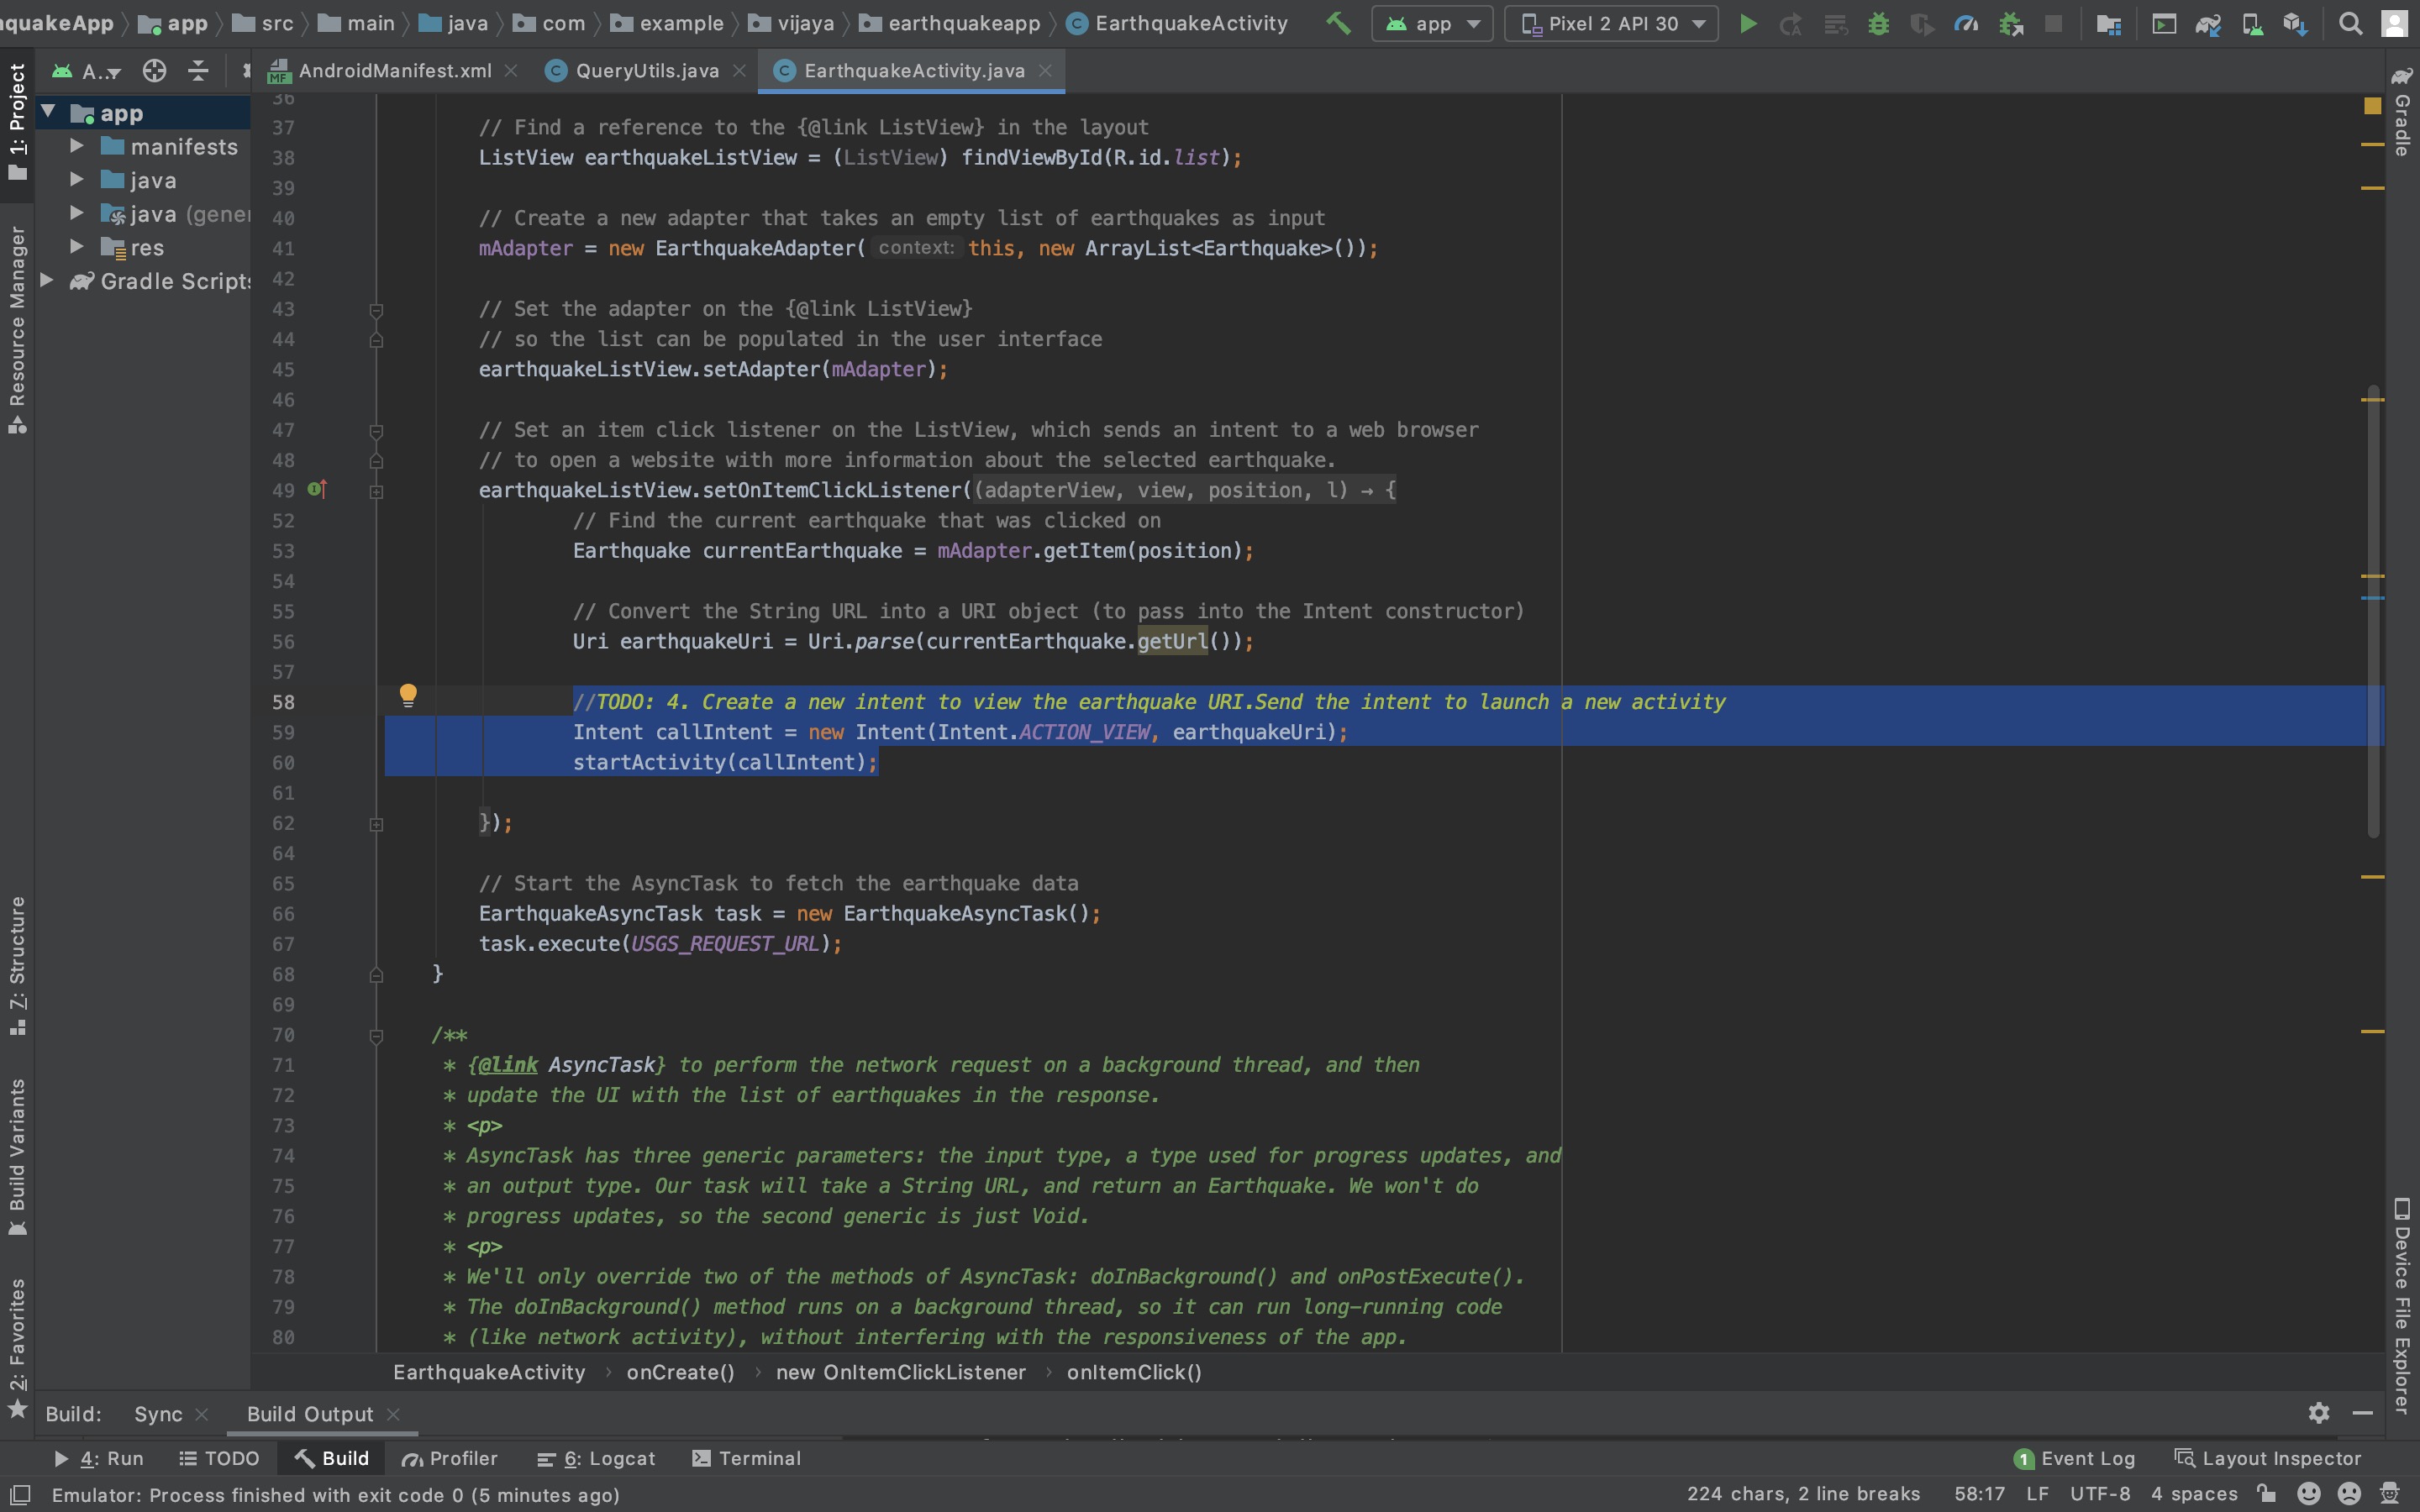 hquakeApp app src main java com example vijaya earthquakeapp EarthquakeActivity app Pixel 2 API 30
A.. AndroidManifest.xml QueryUtils.java EarthquakeActivity.java
1: Project
Resource Manager
7: Structure
Build Variants
2: Favorites
app
manifests
java
java (gener
res
Gradle Scripts
36
37 // Find a reference to the {@link ListView} in the layout
38 ListView earthquakeListView = (ListView) findViewById(R.id.list);
39
40 // Create a new adapter that takes an empty list of earthquakes as input
41 mAdapter = new EarthquakeAdapter( context: this, new ArrayList<Earthquake>());
42
43 // Set the adapter on the {@link ListView}
44 // so the list can be populated in the user interface
45 earthquakeListView.setAdapter(mAdapter);
46
47 // Set an item click listener on the ListView, which sends an intent to a web browser
48 // to open a website with more information about the selected earthquake.
49 earthquakeListView.setOnItemClickListener((adapterView, view, position, l) → {
52 // Find the current earthquake that was clicked on
53 Earthquake currentEarthquake = mAdapter.getItem(position);
54
55 // Convert the String URL into a URI object (to pass into the Intent constructor)
56 Uri earthquakeUri = Uri.parse(currentEarthquake.getUrl());
57
58 //TODO: 4. Create a new intent to view the earthquake URI.Send the intent to launch a new activity
59 Intent callIntent = new Intent(Intent.ACTION_VIEW, earthquakeUri);
60 startActivity(callIntent);
61
62 });
64
65 // Start the AsyncTask to fetch the earthquake data
66 EarthquakeAsyncTask task = new EarthquakeAsyncTask();
67 task.execute(USGS_REQUEST_URL);
68 }
69
70 /**
71 * {@link AsyncTask} to perform the network request on a background thread, and then
72 * update the UI with the list of earthquakes in the response.
73 * <p>
74 * AsyncTask has three generic parameters: the input type, a type used for progress updates, and
75 * an output type. Our task will take a String URL, and return an Earthquake. We won't do
76 * progress updates, so the second generic is just Void.
77 * <p>
78 * We'll only override two of the methods of AsyncTask: doInBackground() and onPostExecute().
79 * The doInBackground() method runs on a background thread, so it can run long-running code
80 * (like network activity), without interfering with the responsiveness of the app.
Gradle
Device File Explorer
EarthquakeActivity › onCreate() › new OnItemClickListener › onItemClick()
Build: Sync Build Output
4: Run TODO Build Profiler 6: Logcat Terminal 1 Event Log Layout Inspector
Emulator: Process finished with exit code 0 (5 minutes ago) 224 chars, 2 line breaks 58:17 LF UTF-8 4 spaces